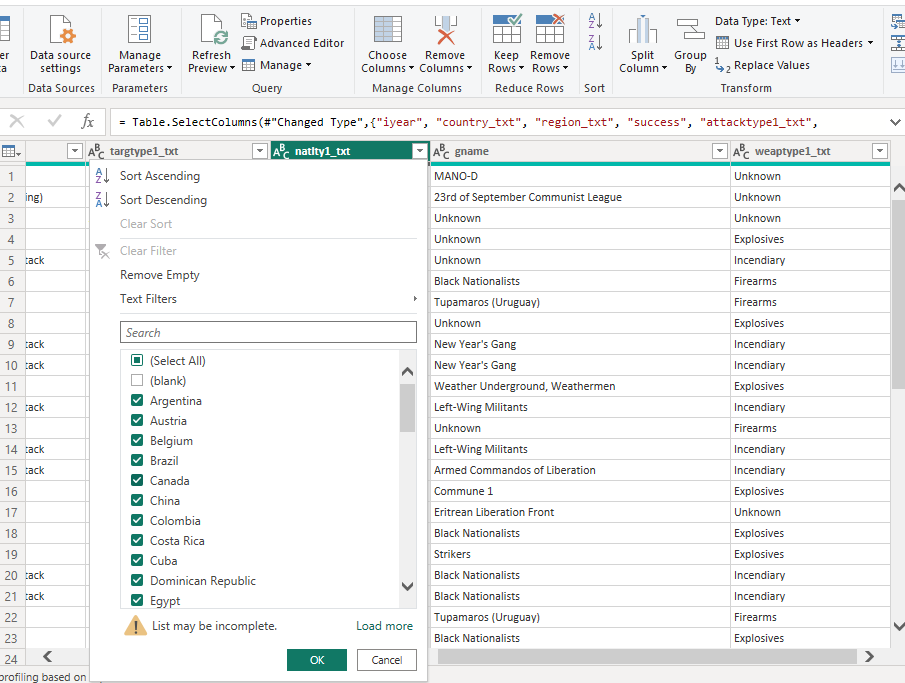 er
ta
Data source
settings
Data Sources
Manage
Parameters
Parameters
Refresh
Preview
Properties
Advanced Editor
Manage
Query
Choose
Columns
Remove
Columns
Manage Columns
Keep
Rows
Remove
Rows
Reduce Rows
A
Z
Z
A
Sort
Split
Column
Group
By
Data Type: Text
Use First Row as Headers
1
2 Replace Values
Transform
fx = Table.SelectColumns(#"Changed Type",{"iyear", "country_txt", "region_txt", "success", "attacktype1_txt",
ABC targtype1_txt ABC natlty1_txt ABC gname ABC weaptype1_txt
1 MANO-D Unknown
2 ing) 23rd of September Communist League Unknown
3 Unknown Unknown
4 Unknown Explosives
5 tack Unknown Incendiary
6 Black Nationalists Firearms
7 Tupamaros (Uruguay) Firearms
8 Unknown Explosives
9 tack New Year's Gang Incendiary
10 tack New Year's Gang Incendiary
11 Weather Underground, Weathermen Explosives
12 tack Left-Wing Militants Incendiary
13 Unknown Firearms
14 tack Left-Wing Militants Incendiary
15 tack Armed Commandos of Liberation Incendiary
16 Commune 1 Explosives
17 Eritrean Liberation Front Unknown
18 Black Nationalists Explosives
19 Strikers Explosives
20 tack Black Nationalists Incendiary
21 tack Black Nationalists Incendiary
22 Tupamaros (Uruguay) Firearms
23 Black Nationalists Explosives
24
profiling based on
AZ Sort Ascending
ZA Sort Descending
Clear Sort
Clear Filter
Remove Empty
Text Filters
Search
(Select All)
(blank)
Argentina
Austria
Belgium
Brazil
Canada
China
Colombia
Costa Rica
Cuba
Dominican Republic
Egypt
List may be incomplete. Load more
OK Cancel